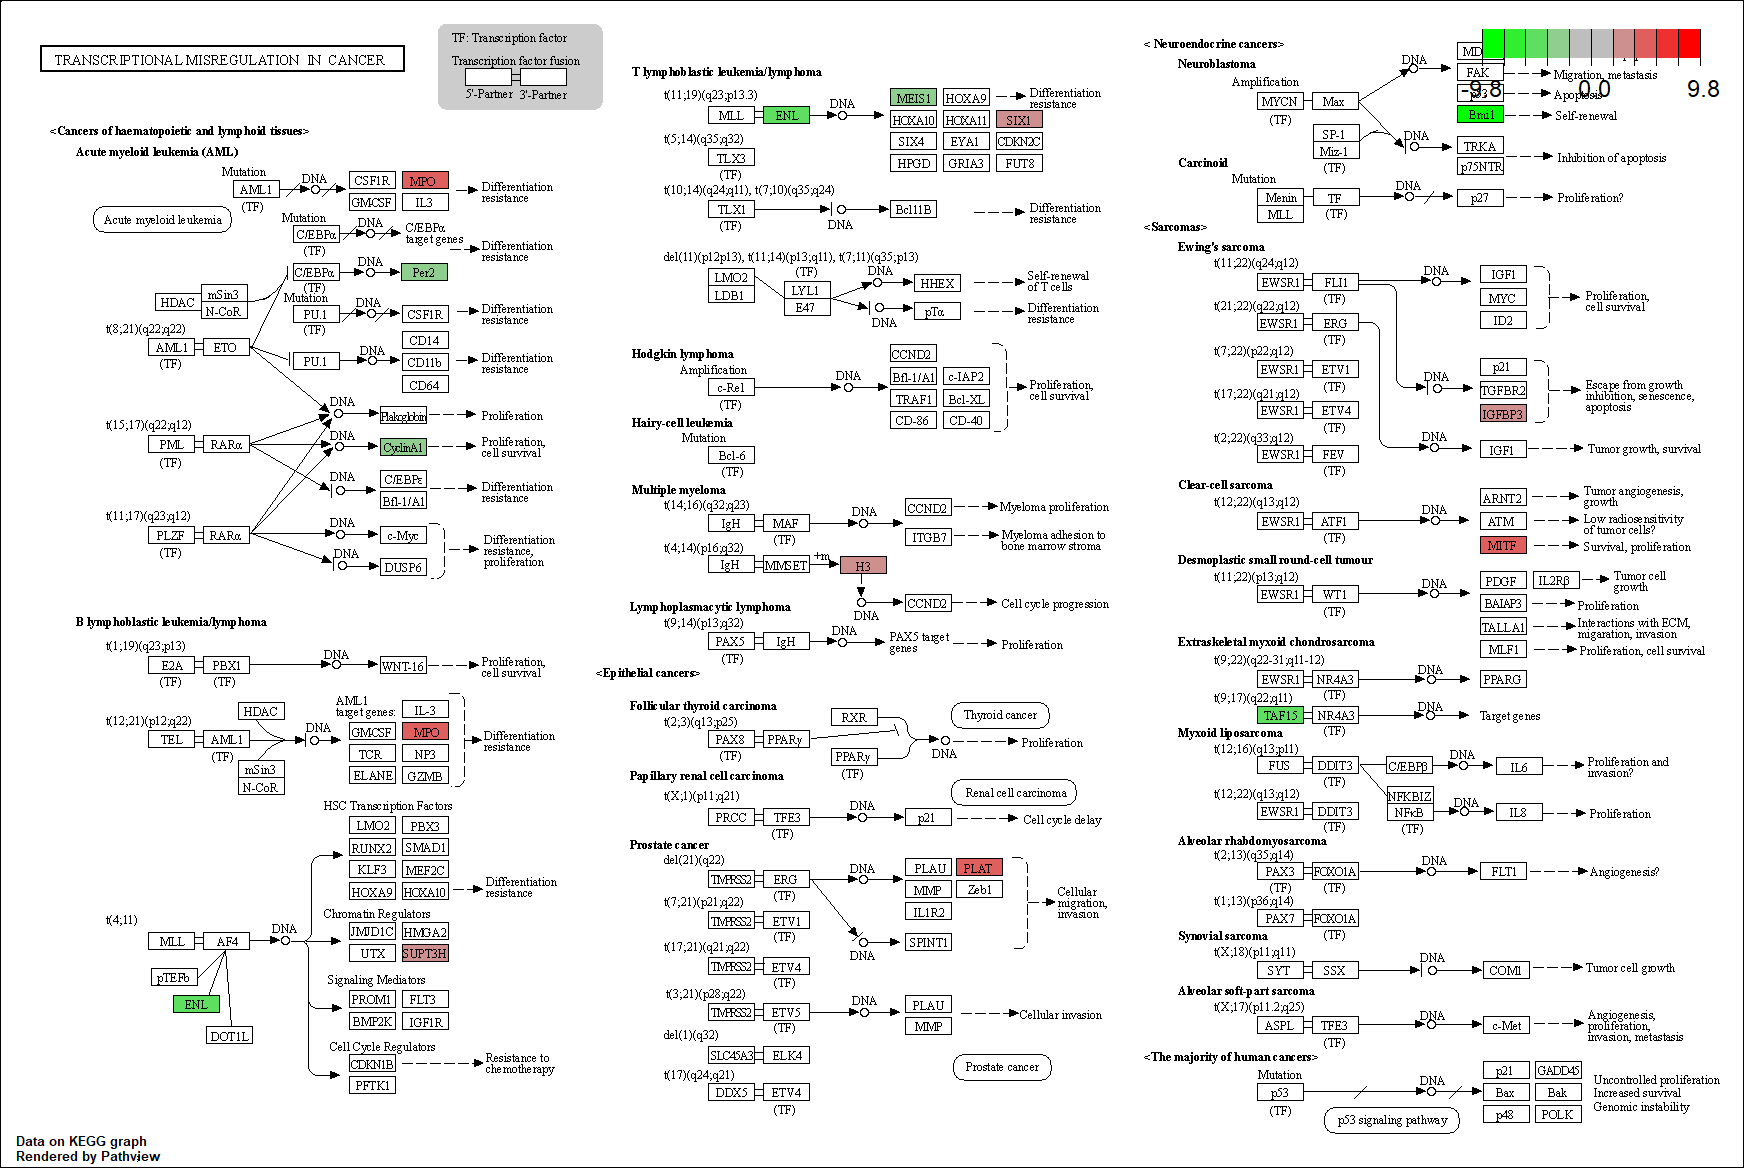 TRANSCRIPTIONAL MISREGULATION IN CANCER
TF: Transcription factor
Transcription factor fusion
5'-Partner 3'-Partner
<Cancers of haematopoietic and lymphoid tissues>
Acute myeloid leukemia (AML)
Mutation
AML1
(TF)
DNA
CSF1R
MPO
GMCSF
IL3
Differentiation
resistance
Acute myeloid leukemia
Mutation
C/EBPα
(TF)
DNA
C/EBPα
target genes
Differentiation
resistance
C/EBPα
(TF)
DNA
Per2
HDAC
mSin3
N-CoR
Mutation
PU.1
(TF)
DNA
CSF1R
Differentiation
resistance
t(8;21)(q22;q22)
AML1
ETO
(TF)
PU.1
DNA
CD14
CD11b
CD64
Differentiation
resistance
DNA
Plakoglobin
Proliferation
t(15;17)(q22;q12)
PML
RARα
(TF)
DNA
CyclinA1
Proliferation,
cell survival
DNA
C/EBPε
Bfl-1/A1
Differentiation
resistance
t(11;17)(q23;q12)
PLZF
RARα
(TF)
DNA
c-Myc
DNA
DUSP6
Differentiation
resistance,
proliferation
B lymphoblastic leukemia/lymphoma
t(1;19)(q23;p13)
E2A
PBX1
(TF)
(TF)
DNA
WNT-16
Proliferation,
cell survival
t(12;21)(p12;q22)
TEL
AML1
(TF)
HDAC
mSin3
N-CoR
DNA
AML1
target genes:
IL-3
GMCSF
MPO
TCR
NP3
ELANE
GZMB
Differentiation
resistance
HSC Transcription Factors
LMO2
PBX3
RUNX2
SMAD1
KLF3
MEF2C
HOXA9
HOXA10
Differentiation
resistance
t(4;11)
MLL
AF4
DNA
pTEFb
ENL
DOT1L
Chromatin Regulators
JMJD1C
HMGA2
UTX
SUPT3H
Signaling Mediators
PROM1
FLT3
BMP2K
IGF1R
Cell Cycle Regulators
CDKN1B
PFTK1
Resistance to
chemotherapy
Data on KEGG graph
Rendered by Pathview
T lymphoblastic leukemia/lymphoma
t(11;19)(q23;p13.3)
MLL
ENL
DNA
MEIS1
HOXA9
HOXA10
HOXA11
SIX1
SIX4
EYA1
CDKN2C
HPGD
GRIA3
FUT8
Differentiation
resistance
t(5;14)(q35;q32)
TLX3
(TF)
t(10;14)(q24;q11), t(7;10)(q35;q24)
TLX1
(TF)
DNA
Bcl11B
Differentiation
resistance
del(11)(p12p13), t(11;14)(p13;q11), t(7;11)(q35;p13)
LMO2
LDB1
(TF)
LYL1
E47
DNA
HHEX
Self-renewal
of T cells
DNA
pTα
Differentiation
resistance
Hodgkin lymphoma
Amplification
c-Rel
(TF)
DNA
CCND2
Bfl-1/A1
c-IAP2
TRAF1
Bcl-XL
CD-86
CD-40
Proliferation,
cell survival
Hairy-cell leukemia
Mutation
Bcl-6
(TF)
Multiple myeloma
t(14;16)(q32;q23)
IgH
MAF
DNA
CCND2
Myeloma proliferation
ITGB7
Myeloma adhesion to
bone marrow stroma
t(4;14)(p16;q32)
IgH
MMSET
+m
H3
DNA
CCND2
Cell cycle progression
Lymphoplasmacytic lymphoma
t(9;14)(p13;q32)
PAX5
IgH
(TF)
DNA
PAX5 target
genes
Proliferation
<Epithelial cancers>
Follicular thyroid carcinoma
t(2;3)(q13;p25)
PAX8
PPARγ
(TF)
RXR
PPARγ
(TF)
DNA
Thyroid cancer
Proliferation
Papillary renal cell carcinoma
t(X;1)(p11;q21)
PRCC
TFE3
(TF)
DNA
p21
Renal cell carcinoma
Cell cycle delay
Prostate cancer
del(21)(q22)
TMPRSS2
ERG
(TF)
DNA
PLAU
PLAT
MMP
Zeb1
IL1R2
Cellular
migration,
invasion
t(7;21)(p21;q22)
TMPRSS2
ETV1
(TF)
DNA
SPINT1
t(17;21)(q21;q22)
TMPRSS2
ETV4
(TF)
t(3;21)(p28;q22)
TMPRSS2
ETV5
(TF)
DNA
PLAU
MMP
Cellular invasion
del(1)(q32)
SLC45A3
ELK4
t(17)(q24;q21)
DDX5
ETV4
(TF)
Prostate cancer
< Neuroendocrine cancers>
Neuroblastoma
Amplification
MYCN
Max
(TF)
DNA
FAK
Migration, metastasis
p53
Apoptosis
Bmi1
Self-renewal
SP-1
Miz-1
(TF)
DNA
TRKA
p75NTR
Inhibition of apoptosis
-9.8
0.0
9.8
Carcinoid
Mutation
Menin
MLL
TF
(TF)
DNA
p27
Proliferation?
<Sarcomas>
Ewing's sarcoma
t(11;22)(q24;q12)
EWSR1
FLI1
(TF)
DNA
IGF1
MYC
ID2
Proliferation,
cell survival
t(21;22)(q22;q12)
EWSR1
ERG
(TF)
t(7;22)(p22;q12)
EWSR1
ETV1
(TF)
DNA
p21
TGFBR2
IGFBP3
Escape from growth
inhibition, senescence,
apoptosis
t(17;22)(q21;q12)
EWSR1
ETV4
(TF)
t(2;22)(q33;q12)
EWSR1
FEV
(TF)
DNA
IGF1
Tumor growth, survival
Clear-cell sarcoma
t(12;22)(q13;q12)
EWSR1
ATF1
(TF)
DNA
ARNT2
Tumor angiogenesis,
growth
ATM
Low radiosensitivity
of tumor cells?
MITF
Survival, proliferation
Desmoplastic small round-cell tumour
t(11;22)(p13;q12)
EWSR1
WT1
(TF)
DNA
PDGF
IL2Rβ
Tumor cell
growth
BAIAP3
Proliferation
TALLA1
Interactions with ECM,
migaration, invasion
MLF1
Proliferation, cell survival
Extraskeletal myxoid chondrosarcoma
t(9;22)(q22-31;q11-12)
EWSR1
NR4A3
(TF)
DNA
PPARG
t(9;17)(q22;q11)
TAF15
NR4A3
(TF)
DNA
Target genes
Myxoid liposarcoma
t(12;16)(q13;p11)
FUS
DDIT3
(TF)
C/EBPβ
DNA
IL6
Proliferation and
invasion?
t(12;22)(q13;q12)
EWSR1
DDIT3
(TF)
NFKBIZ
NFκB
(TF)
DNA
IL8
Proliferation
Alveolar rhabdomyosarcoma
t(2;13)(q35;q14)
PAX3
FOXO1A
(TF)
(TF)
DNA
FLT1
Angiogenesis?
t(1;13)(p36;q14)
PAX7
FOXO1A
(TF)
Synovial sarcoma
t(X;18)(p11;q11)
SYT
SSX
DNA
COM1
Tumor cell growth
Alveolar soft-part sarcoma
t(X;17)(p11.2;q25)
ASPL
TFE3
(TF)
DNA
c-Met
Angiogenesis,
proliferation,
invasion, metastasis
<The majority of human cancers>
Mutation
p53
(TF)
DNA
p21
GADD45
Bax
Bak
p48
POLK
Uncontrolled proliferation
Increased survival
Genomic instability
p53 signaling pathway